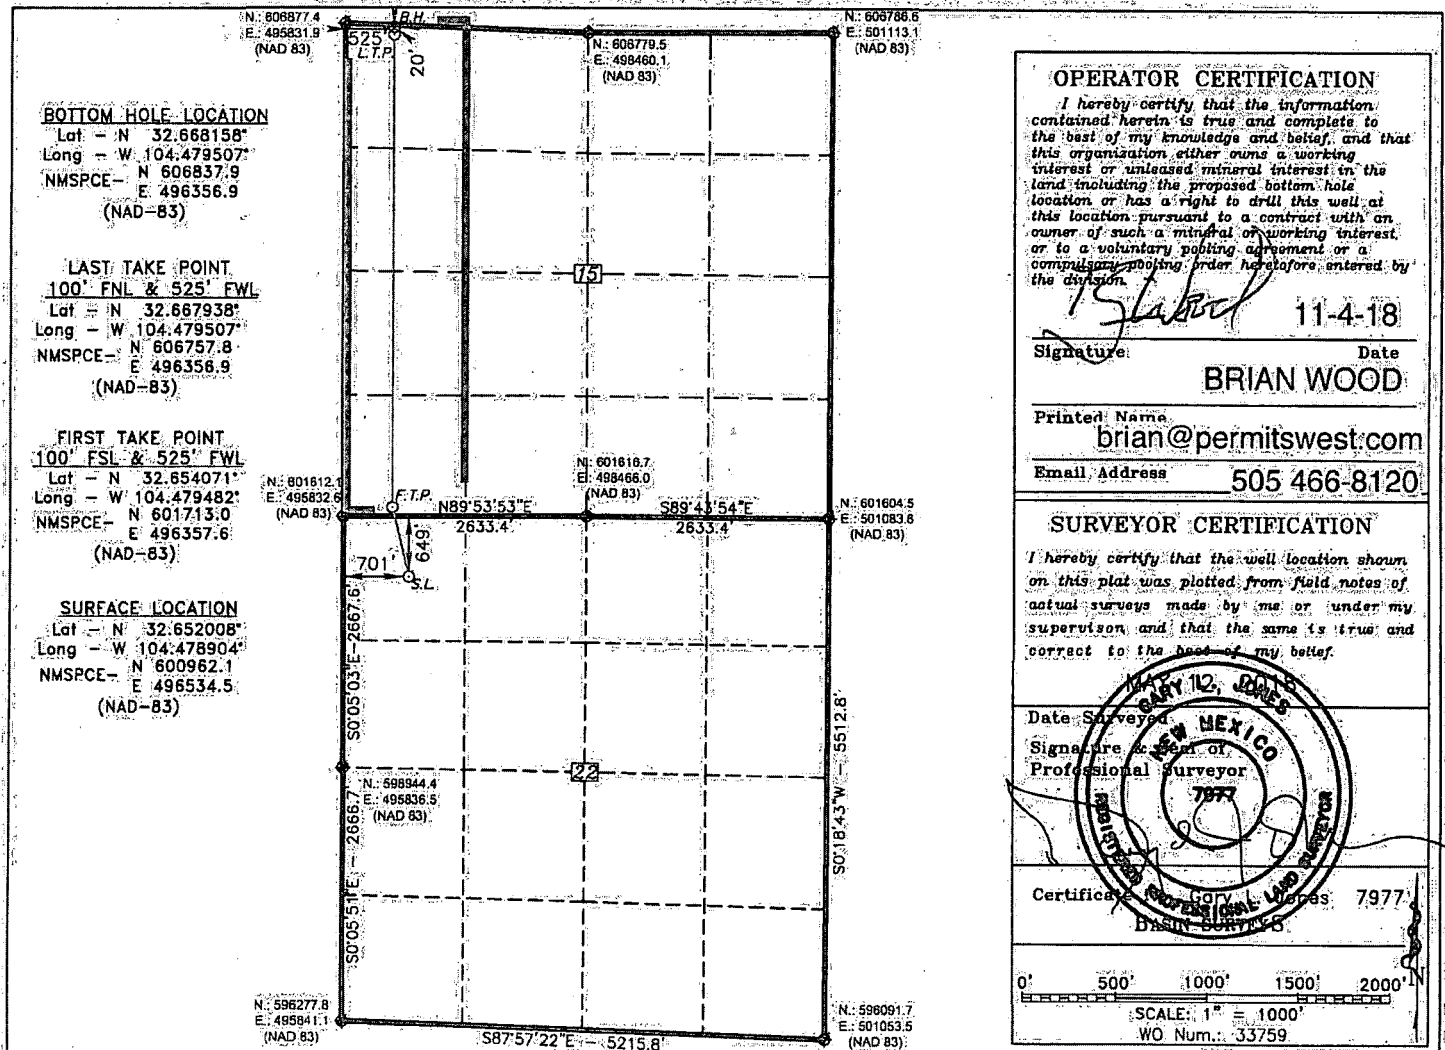 BOTTOM HOLE LOCATION
Lat - N 32.668158°
Long - W 104.479507°
NMSPCE- N 606837.9
E 496356.9
(NAD-83)
LAST TAKE POINT
100' FNL & 525' FWL
Lat - N 32.667938°
Long - W 104.479507°
NMSPCE- N 606757.8
E 496356.9
(NAD-83)
FIRST TAKE POINT
100' FSL & 525' FWL
Lat - N 32.654071°
Long - W 104.479482°
NMSPCE- N 601713.0
E 496357.6
(NAD-83)
SURFACE LOCATION
Lat - N 32.652008°
Long - W 104.478904°
NMSPCE- N 600962.1
E 496534.5
(NAD-83)
N.: 606877.4
E.: 495831.9
(NAD 83)
B.H.
525'
L.T.P.
20'
N.: 606779.5
E.: 498460.1
(NAD 83)
N.: 606786.6
E.: 501113.1
(NAD 83)
15
N.: 601612.1
E.: 495832.6
(NAD 83)
F.T.P.
N89°53'53"E
2633.4'
N.: 601616.7
E.: 498466.0
(NAD 83)
S89°43'54"E
2633.4'
N.: 601604.5
E.: 501083.6
(NAD 83)
701'
649'
S.L.
S0°05'03"E-2667.6'
N.: 598944.4
E.: 495836.5
(NAD 83)
22
S0°05'51"E - 2666.7'
S0°18'43"W - 5512.8'
N.: 596277.8
E.: 495841.1
(NAD 83)
S87°57'22"E - 5215.8'
N.: 596091.7
E.: 501053.5
(NAD 83)
OPERATOR CERTIFICATION
I hereby certify that the information
contained herein is true and complete to
the best of my knowledge and belief, and that
this organization either owns a working
interest or unleased mineral interest in the
land including the proposed bottom hole
location or has a right to drill this well at
this location pursuant to a contract with an
owner of such a mineral or working interest,
or to a voluntary pooling agreement or a
compulsory pooling order heretofore entered by
the division.
11-4-18
Signature Date
BRIAN WOOD
Printed Name
brian@permitswest.com
Email Address 505 466-8120
SURVEYOR CERTIFICATION
I hereby certify that the well location shown
on this plat was plotted from field notes of
actual surveys made by me or under my
supervison and that the same is true and
correct to the best of my belief.
MAR 12, 2018
Date Surveyed
Signature & Seal of
Professional Surveyor
GARY L. JONES
NEW MEXICO
7977
REGISTERED PROFESSIONAL LAND SURVEYOR
Certificate Gary L. Jones 7977
BASIN SURVEYS
0' 500' 1000' 1500' 2000'
SCALE: 1" = 1000'
WO Num.: 33759